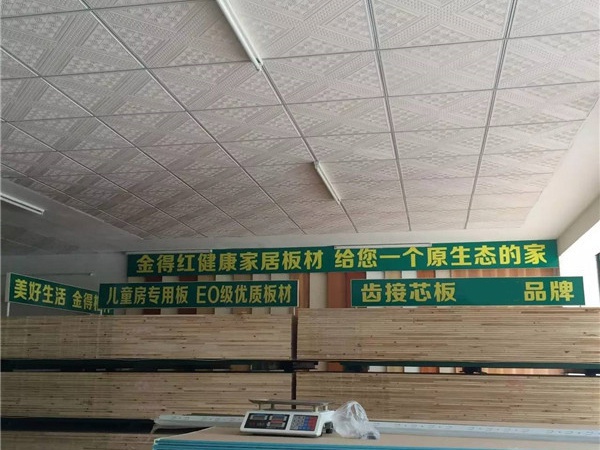 金得红健康家居板材 给您一个原生态的家
美好生活 金得
儿童房专用板 EO级优质板材
齿接芯板 品牌